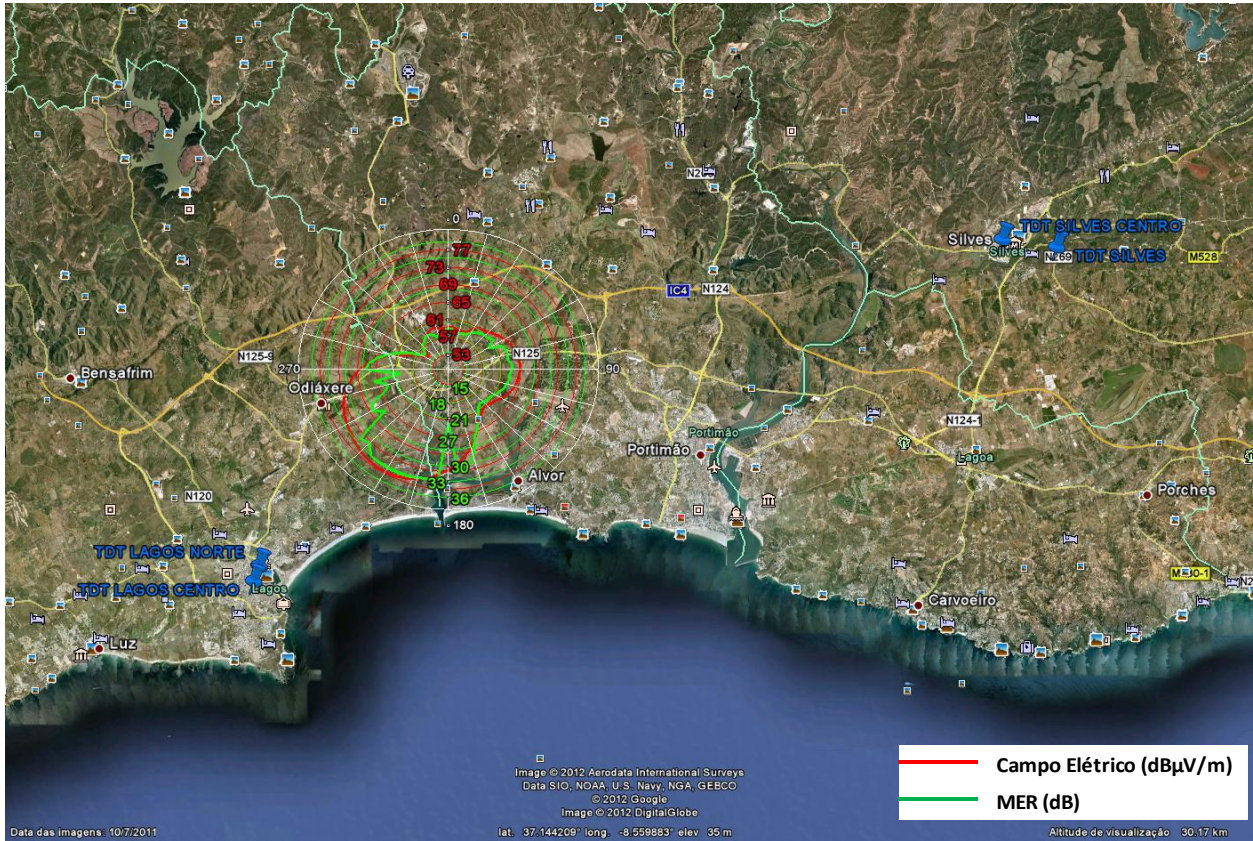 N266
TDT SILVES CENTRO
Silves
Silves
N269
TDT SILVES
M528
0
77
73
69
65
61
57
53
IC4
N124
N125-9
N125
270
90
Bensafrim
Odiáxere
15
18
21
27
30
33
36
180
N124-1
Portimão
Portimão
Lagoa
Alvor
Porches
N120
TDT LAGOS NORTE
TDT LAGOS CENTRO
Lagos
Carvoeiro
Luz
Image © 2012 Aerodata International Surveys
Data SIO, NOAA, U.S. Navy, NGA, GEBCO
© 2012 Google
Image © 2012 DigitalGlobe
Data das imagens: 10/7/2011
lat. 37.144209° long. -8.559883° elev 35 m
Altitude de visualização 30.17 km
Campo Elétrico (dBµV/m)
MER (dB)